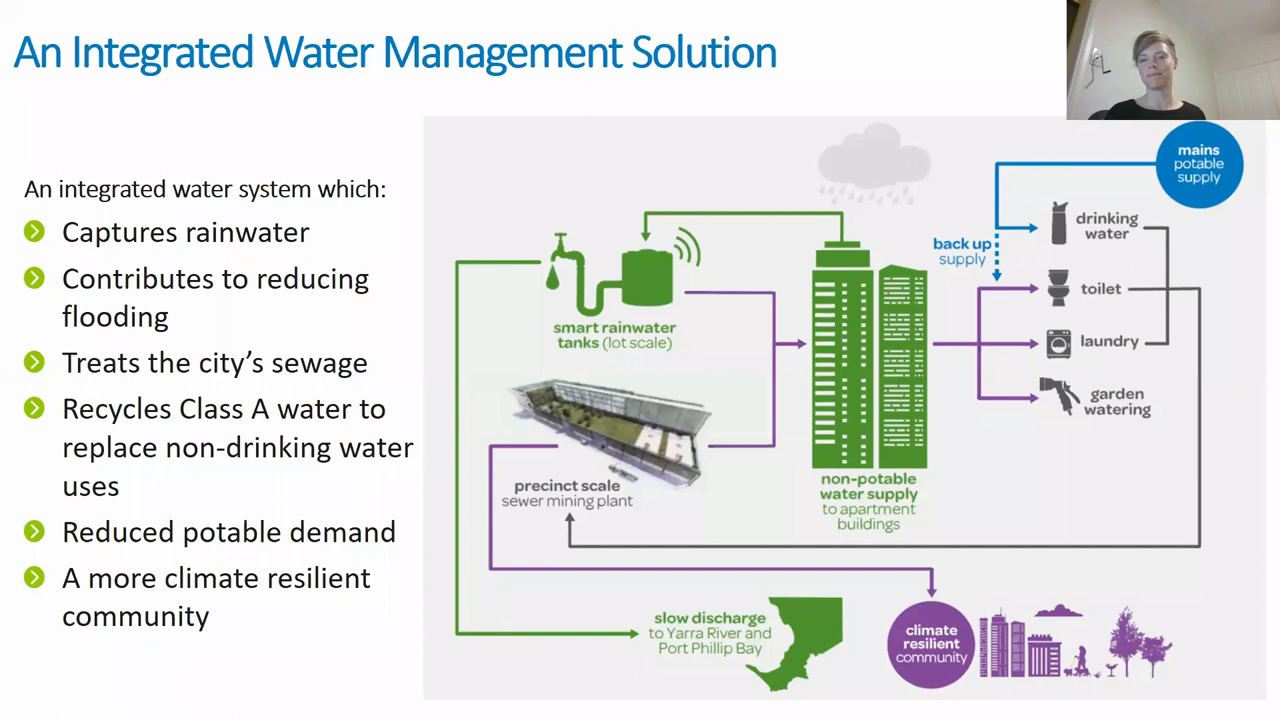 An Integrated Water Management Solution
An integrated water system which:
Captures rainwater
Contributes to reducing
flooding
Treats the city's sewage
Recycles Class A water to
replace non-drinking water
uses
Reduced potable demand
A more climate resilient
community
mains
potable
supply
drinking
water
back up
supply
toilet
laundry
garden
watering
smart rainwater
tanks (lot scale)
precinct scale
sewer mining plant
non-potable
water supply
to apartment
buildings
slow discharge
to Yarra River and
Port Phillip Bay
climate
resilient
community